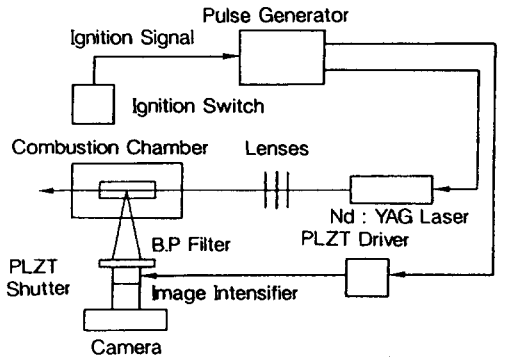 Pulse Generator
Ignition Signal
Ignition Switch
Combustion Chamber
Lenses
Nd : YAG Laser
B.P Filter
PLZT Driver
PLZT
Shutter
Image Intensifier
Camera